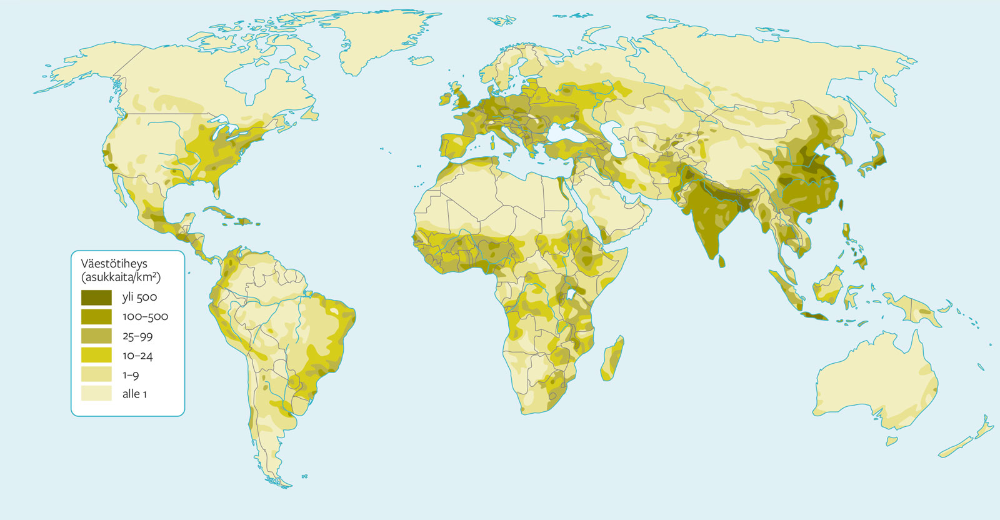 Väestötiheys
(asukkaita/km²)
yli 500
100–500
25–99
10–24
1–9
alle 1